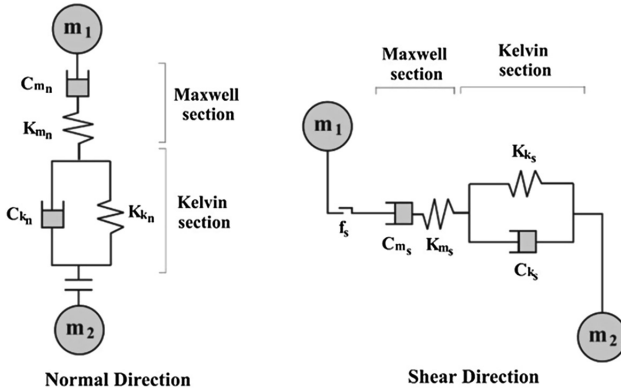 m₁
Cₘₙ
Kₘₙ
Maxwell
section
Cₖₙ
Kₖₙ
Kelvin
section
m₂
Normal Direction
Maxwell
section
Kelvin
section
m₁
fₛ
Cₘₛ
Kₘₛ
Kₖₛ
Cₖₛ
m₂
Shear Direction